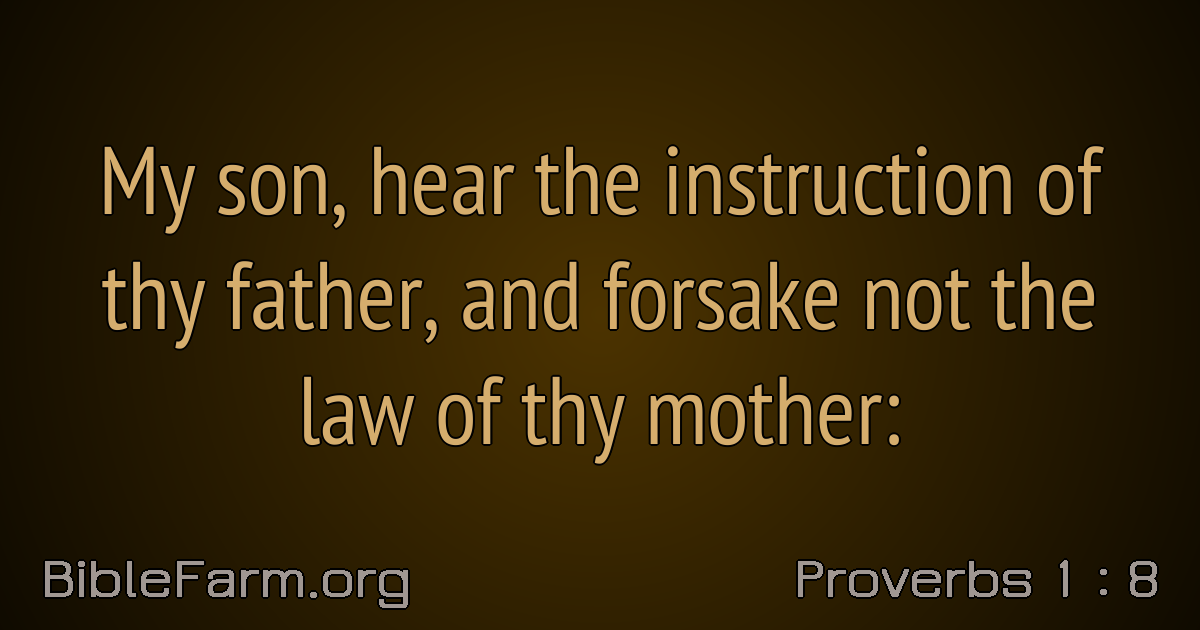 My son, hear the instruction of
thy father, and forsake not the
law of thy mother:
BibleFarm.org
Proverbs 1 : 8